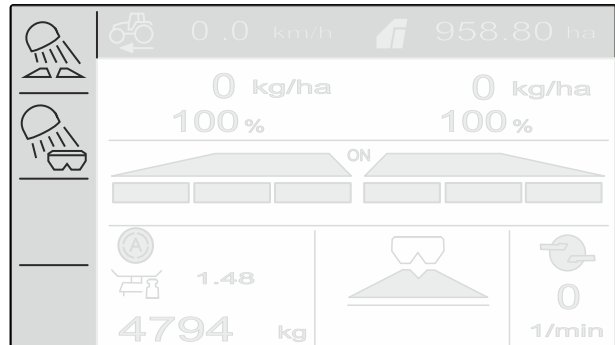 0.0 km/h 958.80 ha
0 kg/ha 0 kg/ha
100 % 100 %
ON
A
1.48
0
4794 kg 1/min